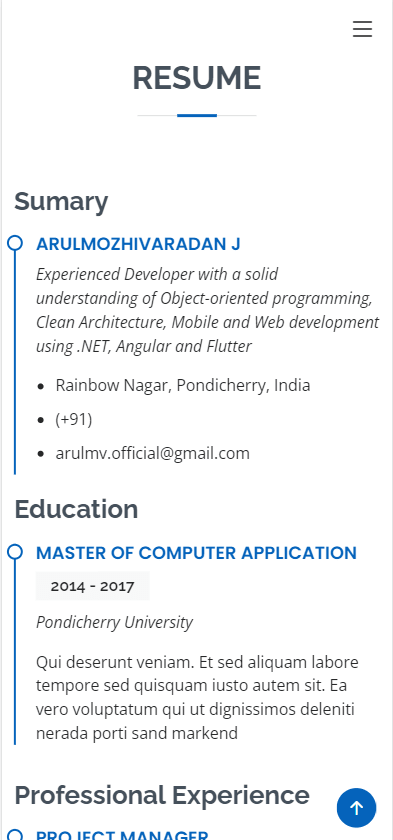 RESUME
Sumary
ARULMOZHIVARADAN J
Experienced Developer with a solid
understanding of Object-oriented programming,
Clean Architecture, Mobile and Web development
using .NET, Angular and Flutter
Rainbow Nagar, Pondicherry, India
(+91)
arulmv.official@gmail.com
Education
MASTER OF COMPUTER APPLICATION
2014 - 2017
Pondicherry University
Qui deserunt veniam. Et sed aliquam labore
tempore sed quisquam iusto autem sit. Ea
vero voluptatum qui ut dignissimos deleniti
nerada porti sand markend
Professional Experience
PROJECT MANAGER